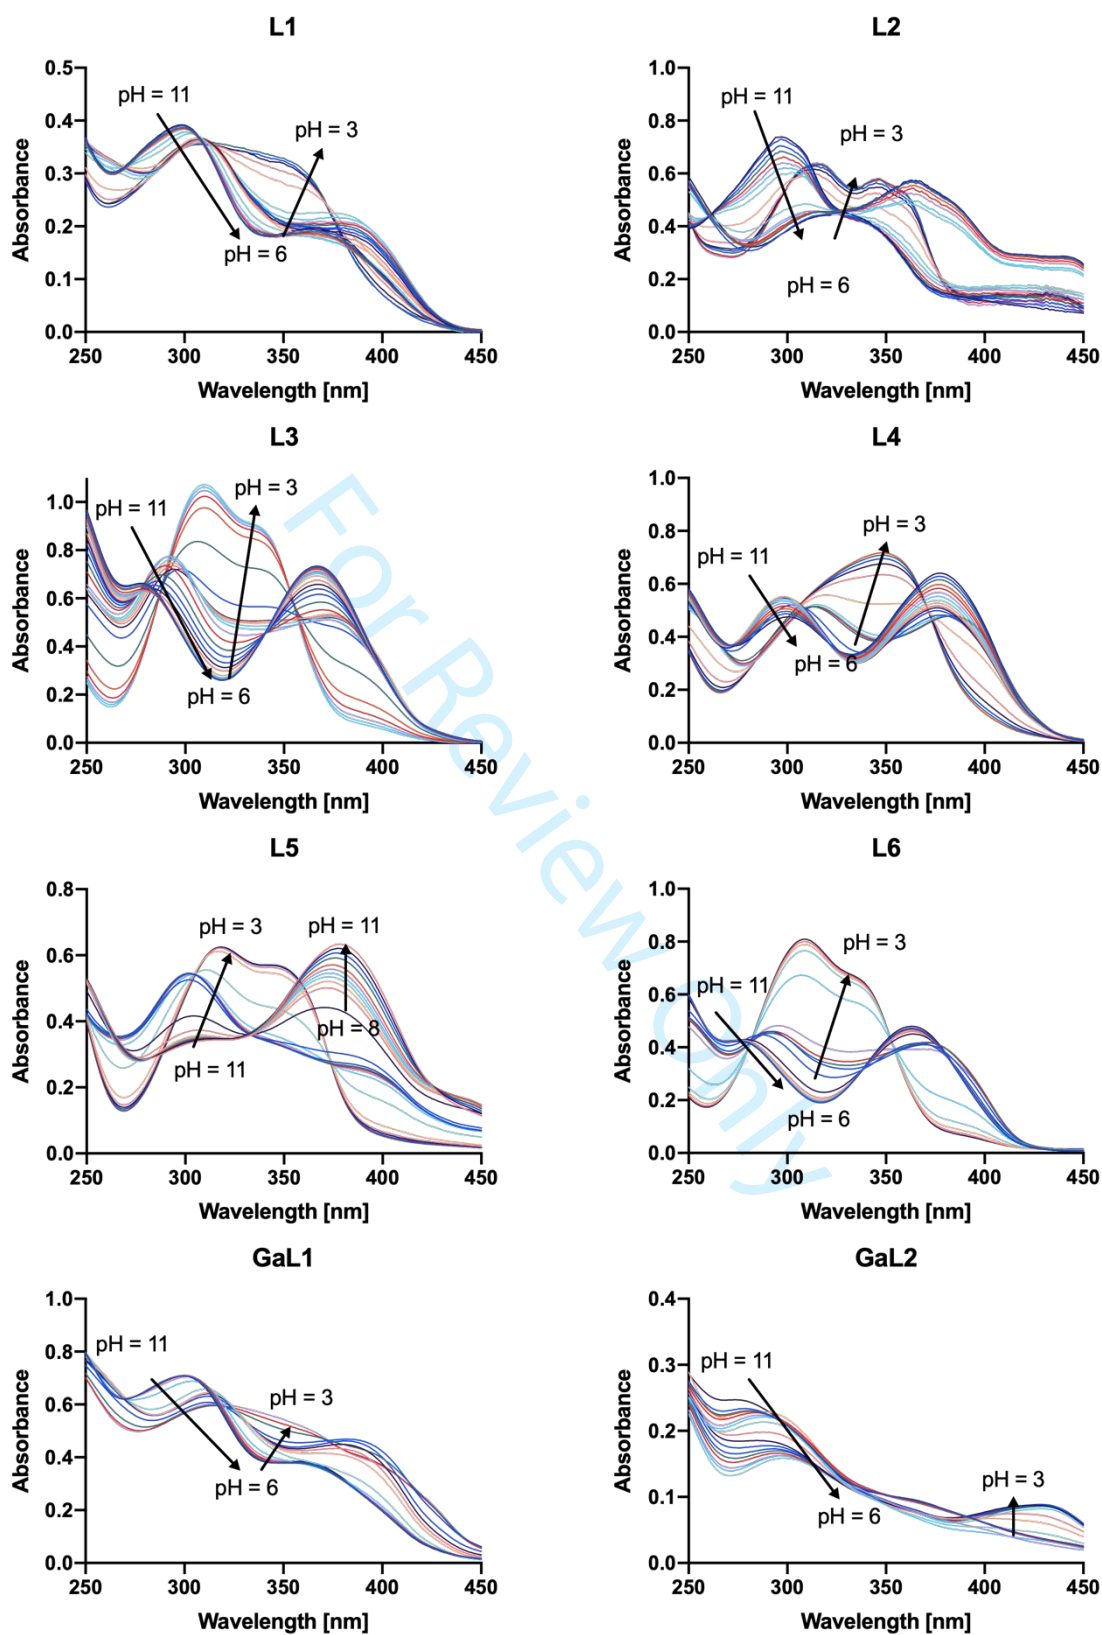 L1
0.5
0.4
0.3
0.2
0.1
0.0
Absorbance
pH = 11
pH = 3
pH = 6
250 300 350 400 450
Wavelength [nm]
L2
1.0
0.8
0.6
0.4
0.2
0.0
Absorbance
pH = 11
pH = 3
pH = 6
250 300 350 400 450
Wavelength [nm]
L3
1.0
0.8
0.6
0.4
0.2
0.0
Absorbance
pH = 11
pH = 3
pH = 6
250 300 350 400 450
Wavelength [nm]
L4
1.0
0.8
0.6
0.4
0.2
0.0
Absorbance
pH = 11
pH = 3
pH = 6
250 300 350 400 450
Wavelength [nm]
L5
0.8
0.6
0.4
0.2
0.0
Absorbance
pH = 3
pH = 11
pH = 8
pH = 11
250 300 350 400 450
Wavelength [nm]
L6
1.0
0.8
0.6
0.4
0.2
0.0
Absorbance
pH = 3
pH = 11
pH = 6
250 300 350 400 450
Wavelength [nm]
GaL1
1.0
0.8
0.6
0.4
0.2
0.0
Absorbance
pH = 11
pH = 3
pH = 6
250 300 350 400 450
Wavelength [nm]
GaL2
0.4
0.3
0.2
0.1
0.0
Absorbance
pH = 11
pH = 3
pH = 6
250 300 350 400 450
Wavelength [nm]
For Review Only